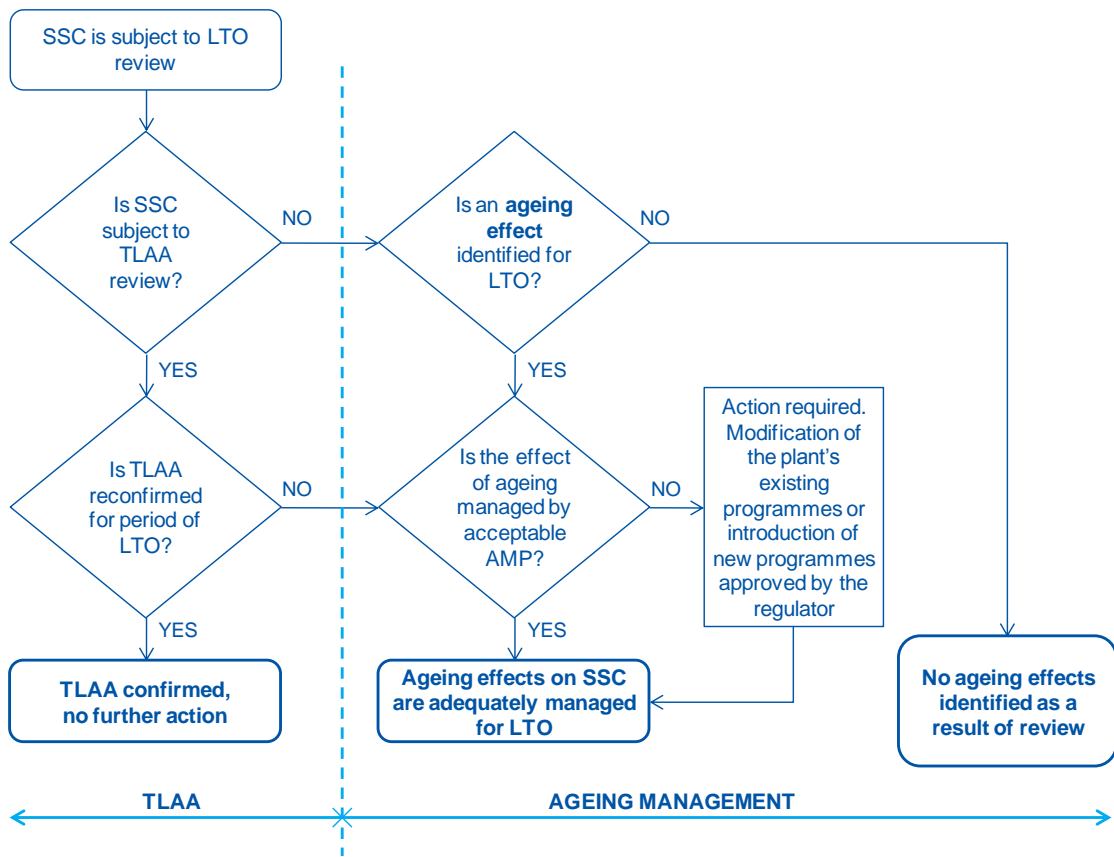 SSC is subject to LTO
review
Is SSC
subject to
TLAA
review?
NO
YES
Is an ageing
effect
identified for
LTO?
NO
YES
Is TLAA
reconfirmed
for period of
LTO?
NO
YES
Is the effect
of ageing
managed by
acceptable
AMP?
NO
YES
Action required.
Modification of
the plant’s
existing
programmes or
introduction of
new programmes
approved by the
regulator
TLAA confirmed,
no further action
Ageing effects on SSC
are adequately managed
for LTO
No ageing effects
identified as a
result of review
TLAA
AGEING MANAGEMENT